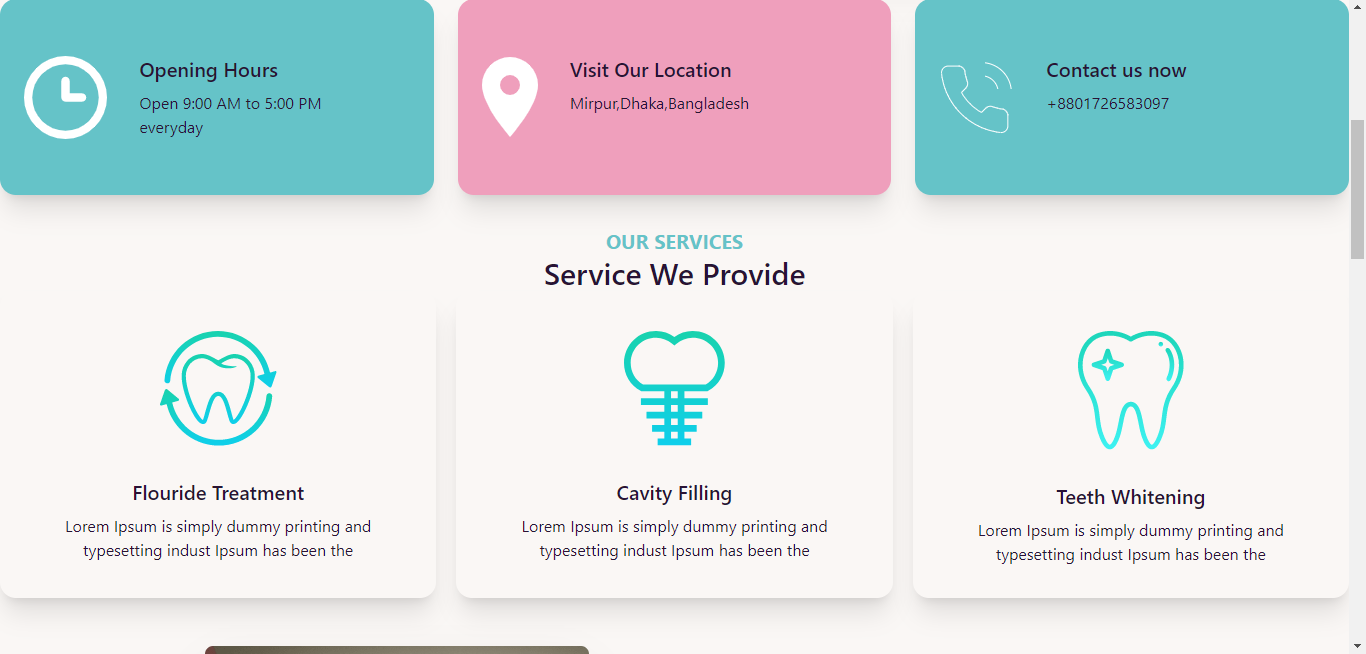 Opening Hours
Open 9:00 AM to 5:00 PM
everyday
Visit Our Location
Mirpur,Dhaka,Bangladesh
Contact us now
+8801726583097
OUR SERVICES
Service We Provide
Flouride Treatment
Lorem Ipsum is simply dummy printing and
typesetting indust Ipsum has been the
Cavity Filling
Lorem Ipsum is simply dummy printing and
typesetting indust Ipsum has been the
Teeth Whitening
Lorem Ipsum is simply dummy printing and
typesetting indust Ipsum has been the